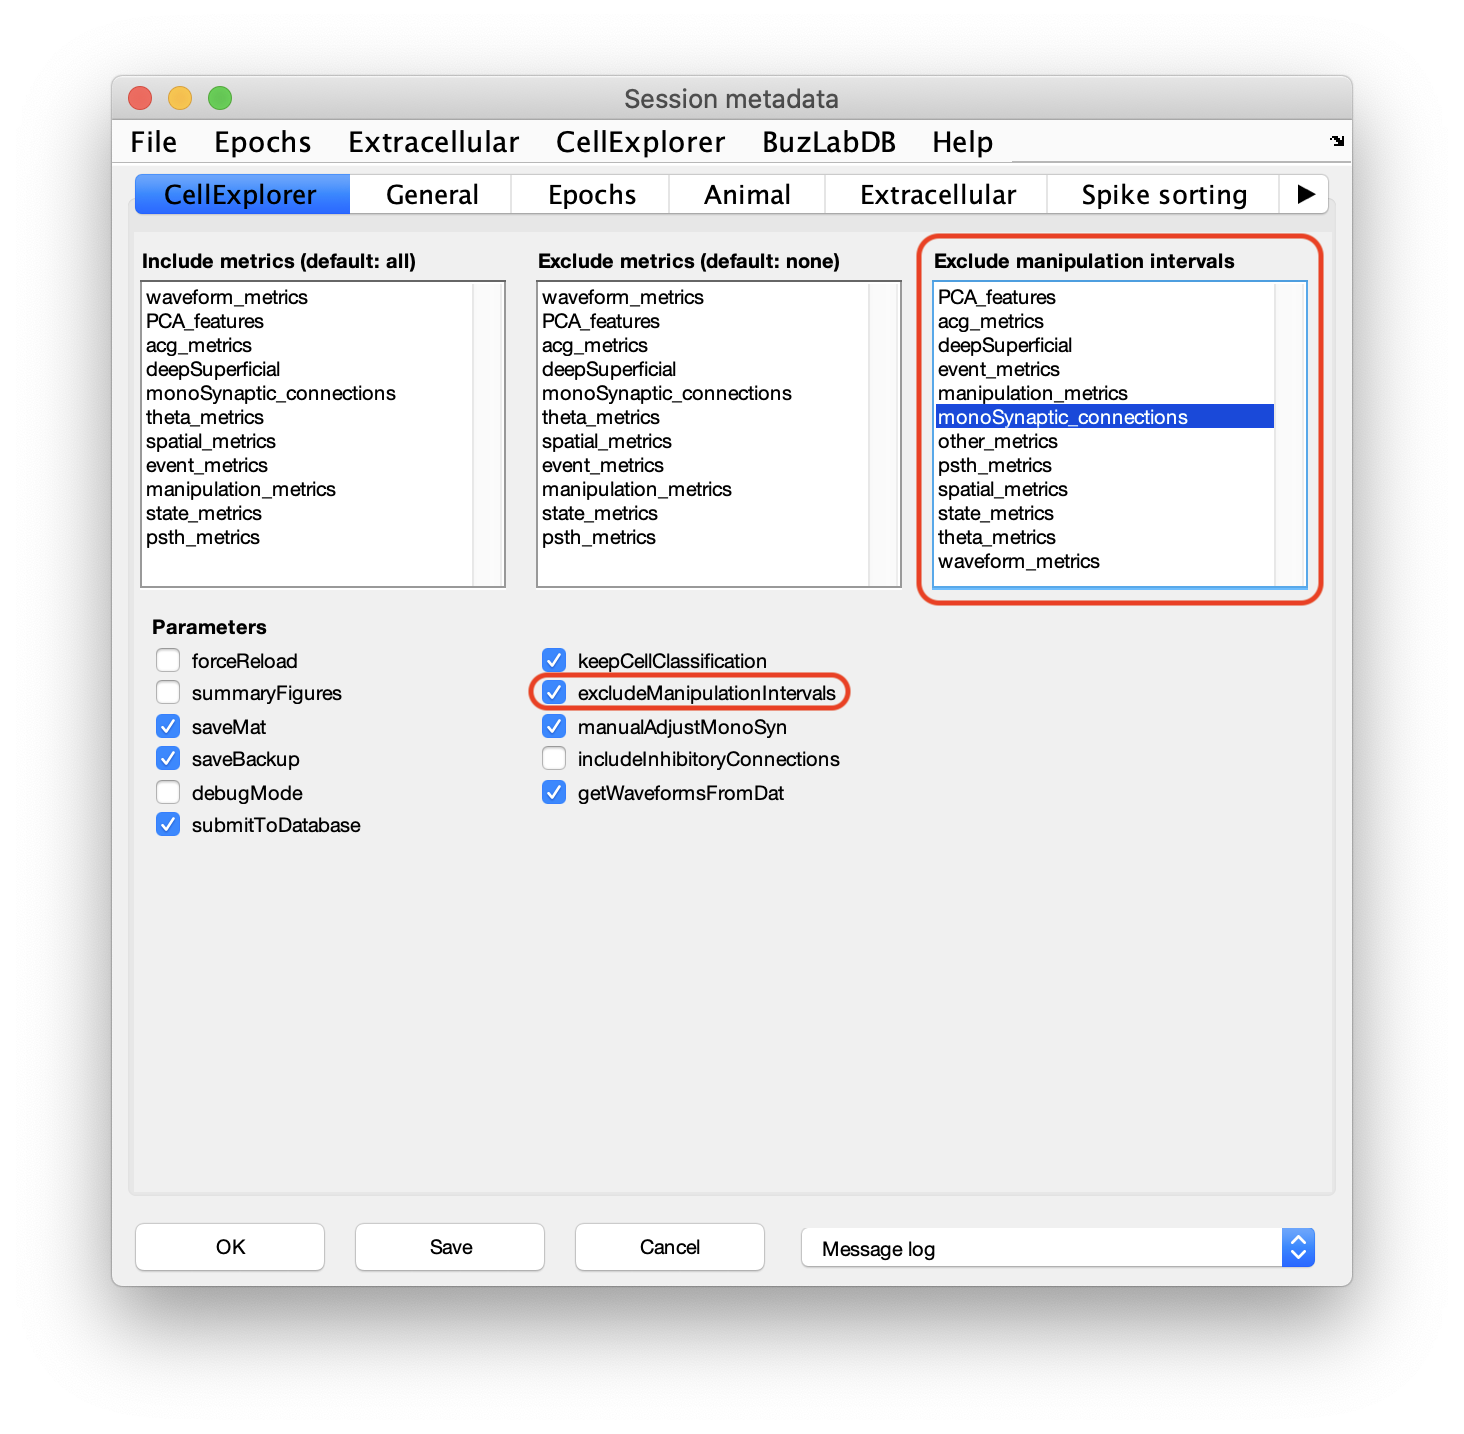 Session metadata
File Epochs Extracellular CellExplorer BuzLabDB Help
CellExplorer General Epochs Animal Extracellular Spike sorting
Include metrics (default: all)
waveform_metrics
PCA_features
acg_metrics
deepSuperficial
monoSynaptic_connections
theta_metrics
spatial_metrics
event_metrics
manipulation_metrics
state_metrics
psth_metrics
Exclude metrics (default: none)
waveform_metrics
PCA_features
acg_metrics
deepSuperficial
monoSynaptic_connections
theta_metrics
spatial_metrics
event_metrics
manipulation_metrics
state_metrics
psth_metrics
Exclude manipulation intervals
PCA_features
acg_metrics
deepSuperficial
event_metrics
manipulation_metrics
monoSynaptic_connections
other_metrics
psth_metrics
spatial_metrics
state_metrics
theta_metrics
waveform_metrics
Parameters
forceReload
summaryFigures
saveMat
saveBackup
debugMode
submitToDatabase
keepCellClassification
excludeManipulationIntervals
manualAdjustMonoSyn
includeInhibitoryConnections
getWaveformsFromDat
OK Save Cancel Message log